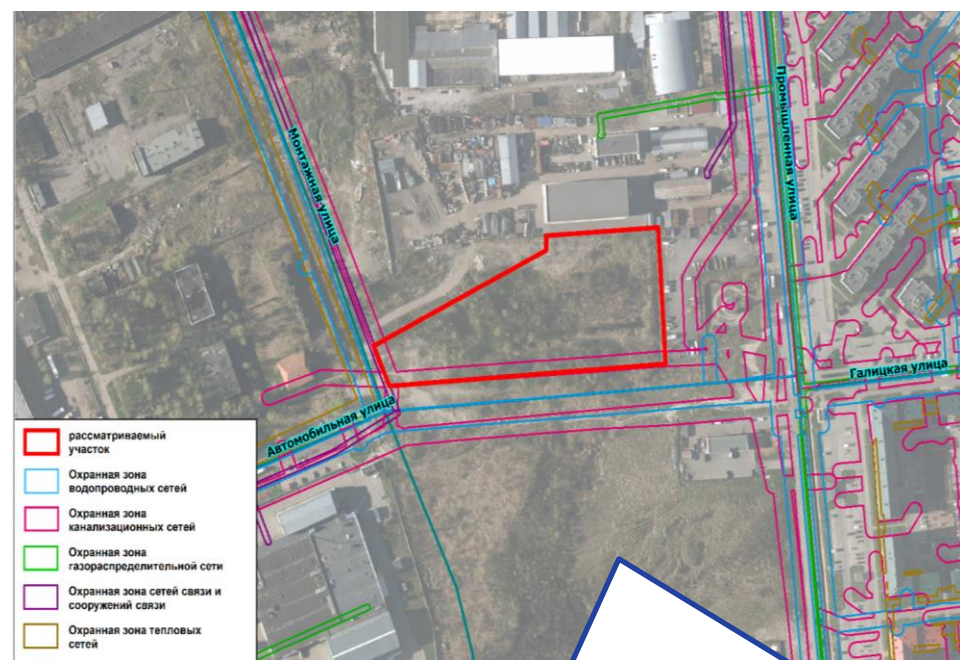 Монтажная улица
Промышленная улица
Галицкая улица
Автомобильная улица
рассматриваемый
участок
Охранная зона
водопроводных сетей
Охранная зона
канализационных сетей
Охранная зона
газораспределительной сети
Охранная зона сетей связи и
сооружений связи
Охранная зона тепловых
сетей